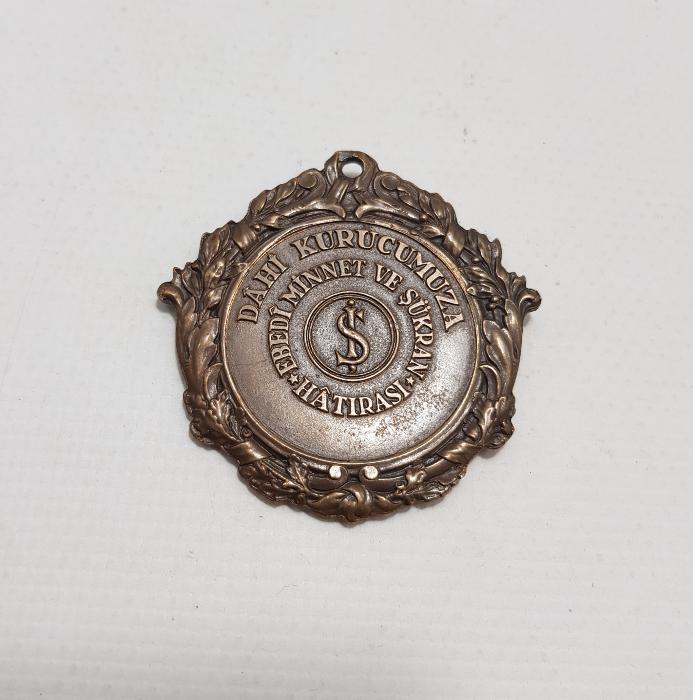 DÂHİ KURUCUMUZA
EBEDÎ MİNNET VE ŞÜKRAN
★ HÂTIRASI ★
İŞ